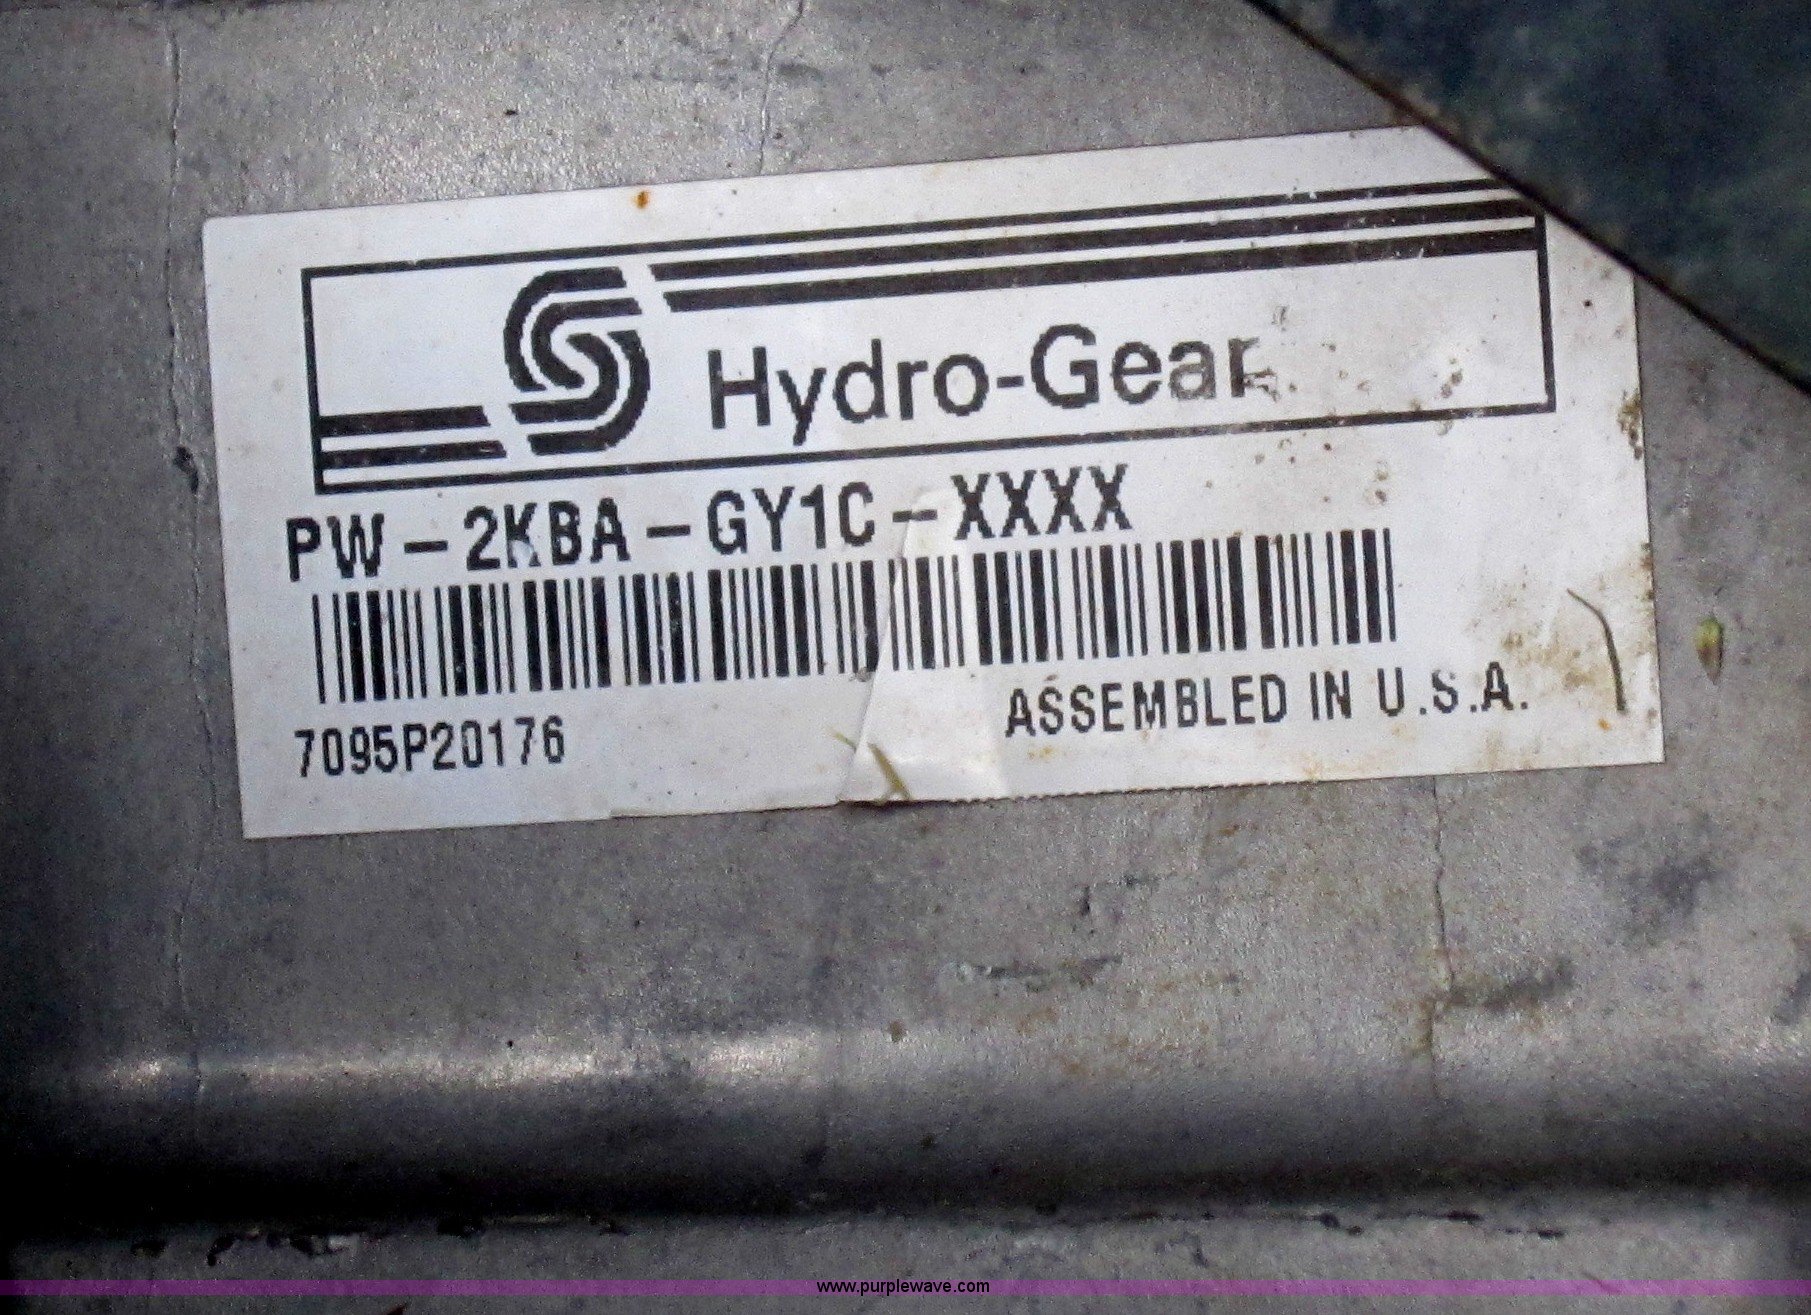 Hydro-Gear
PW-2KBA-GY1C-XXXX
7095P20176
ASSEMBLED IN U.S.A.
www.purplewave.com